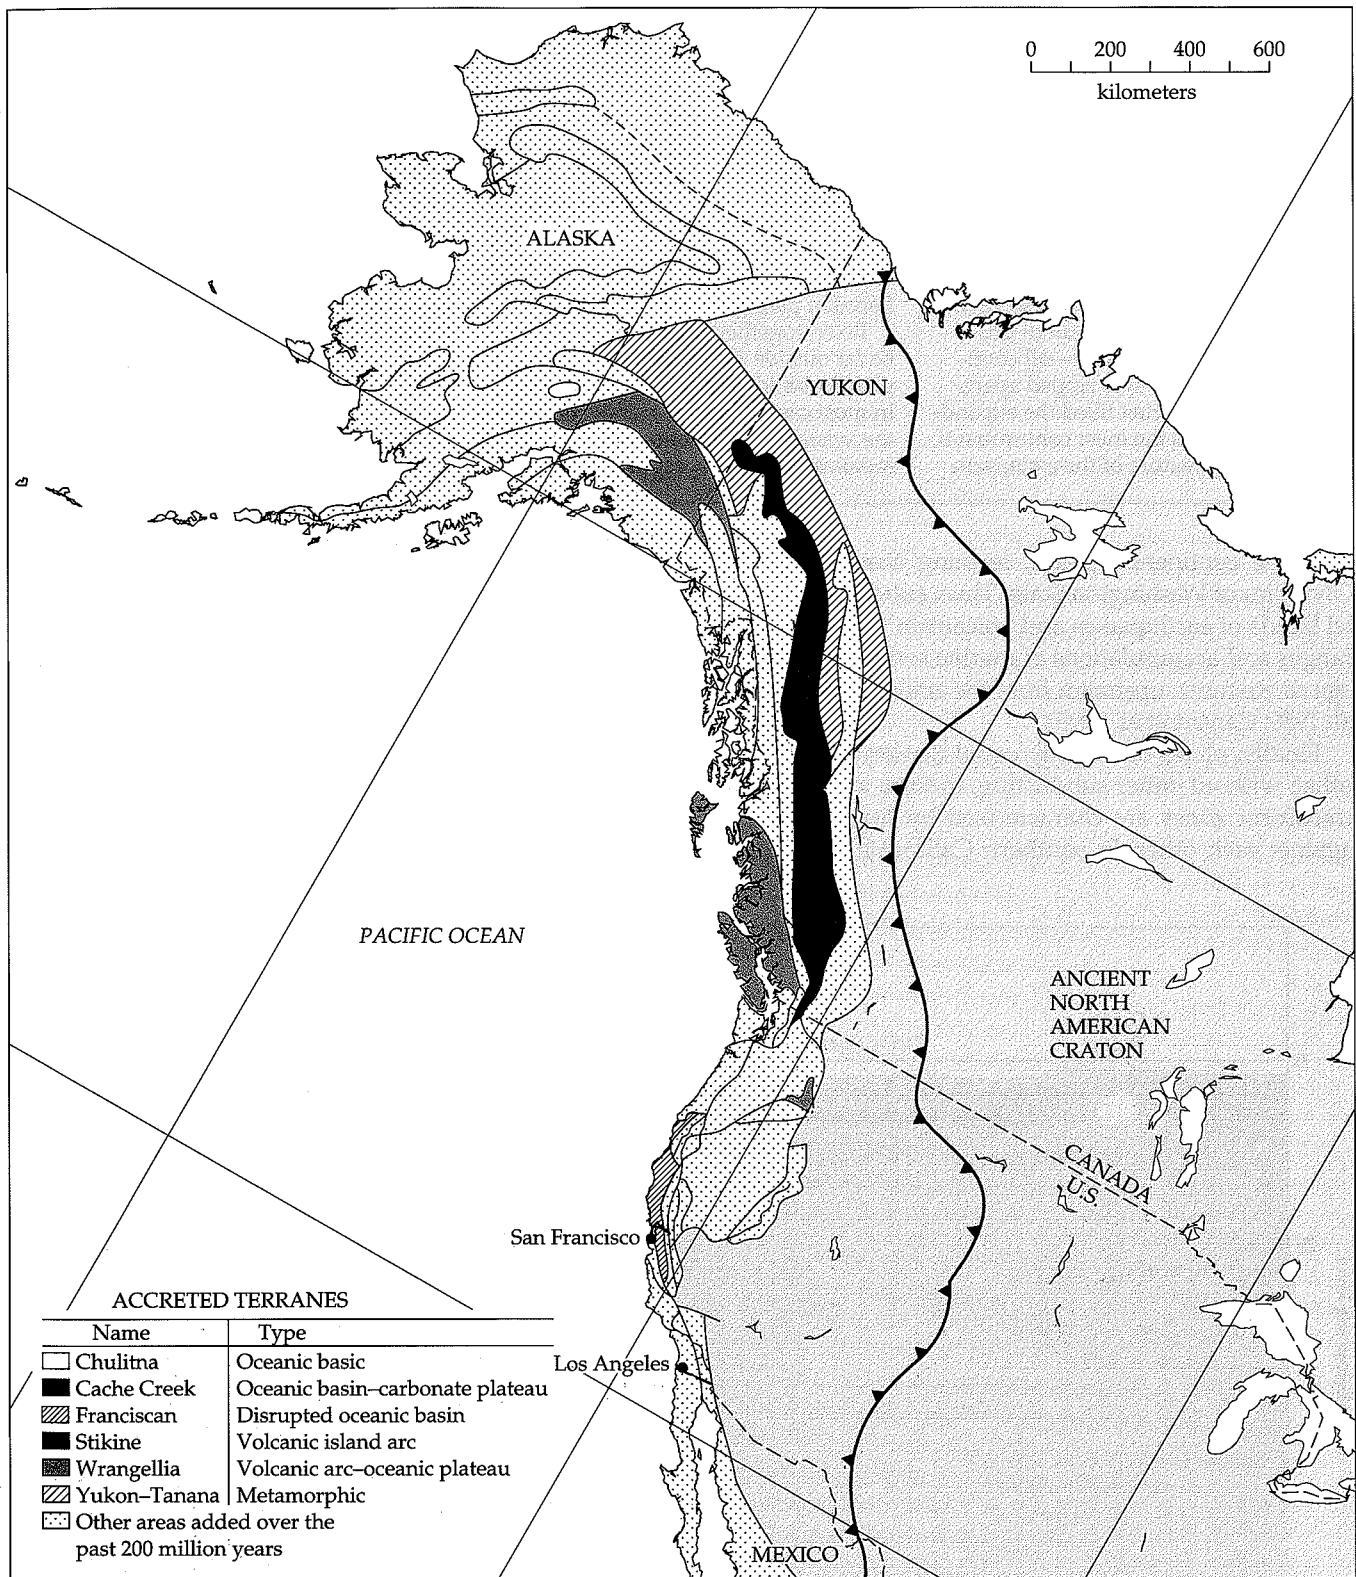 0 200 400 600
kilometers
ALASKA
YUKON
PACIFIC OCEAN
ANCIENT
NORTH
AMERICAN
CRATON
CANADA
U.S.
San Francisco
Los Angeles
MEXICO
ACCRETED TERRANES
Name Type
Chulitna Oceanic basic
Cache Creek Oceanic basin–carbonate plateau
Franciscan Disrupted oceanic basin
Stikine Volcanic island arc
Wrangellia Volcanic arc–oceanic plateau
Yukon–Tanana Metamorphic
Other areas added over the
past 200 million years